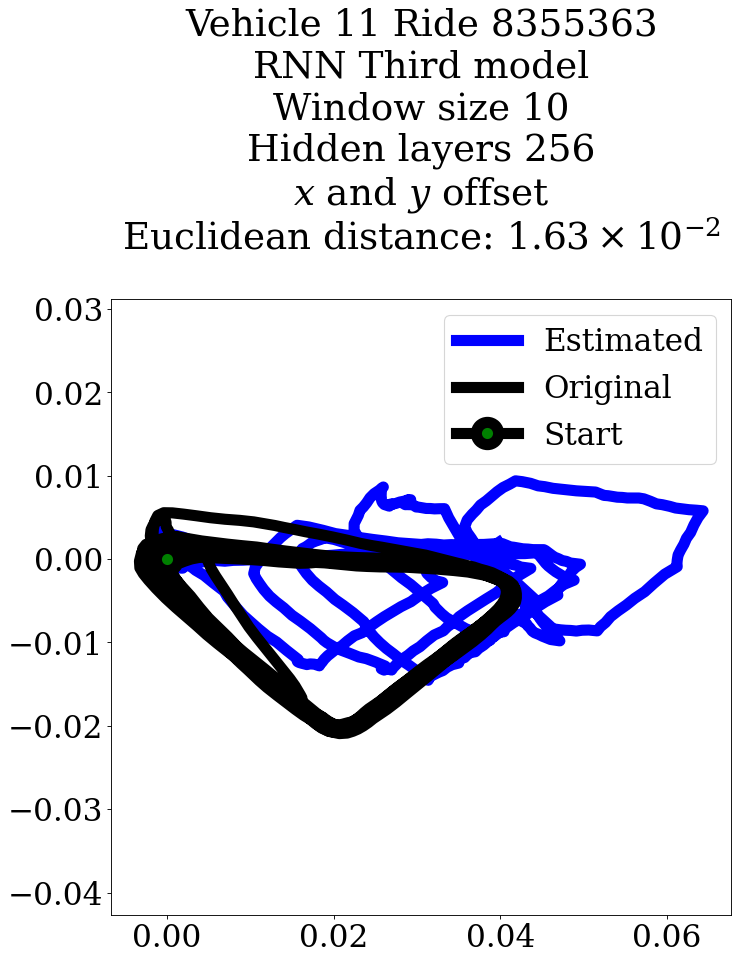 Vehicle 11 Ride 8355363
RNN Third model
Window size 10
Hidden layers 256
x and y offset
Euclidean distance: 1.63 × 10⁻²
Estimated
Original
Start
0.03
0.02
0.01
0.00
−0.01
−0.02
−0.03
−0.04
0.00 0.02 0.04 0.06